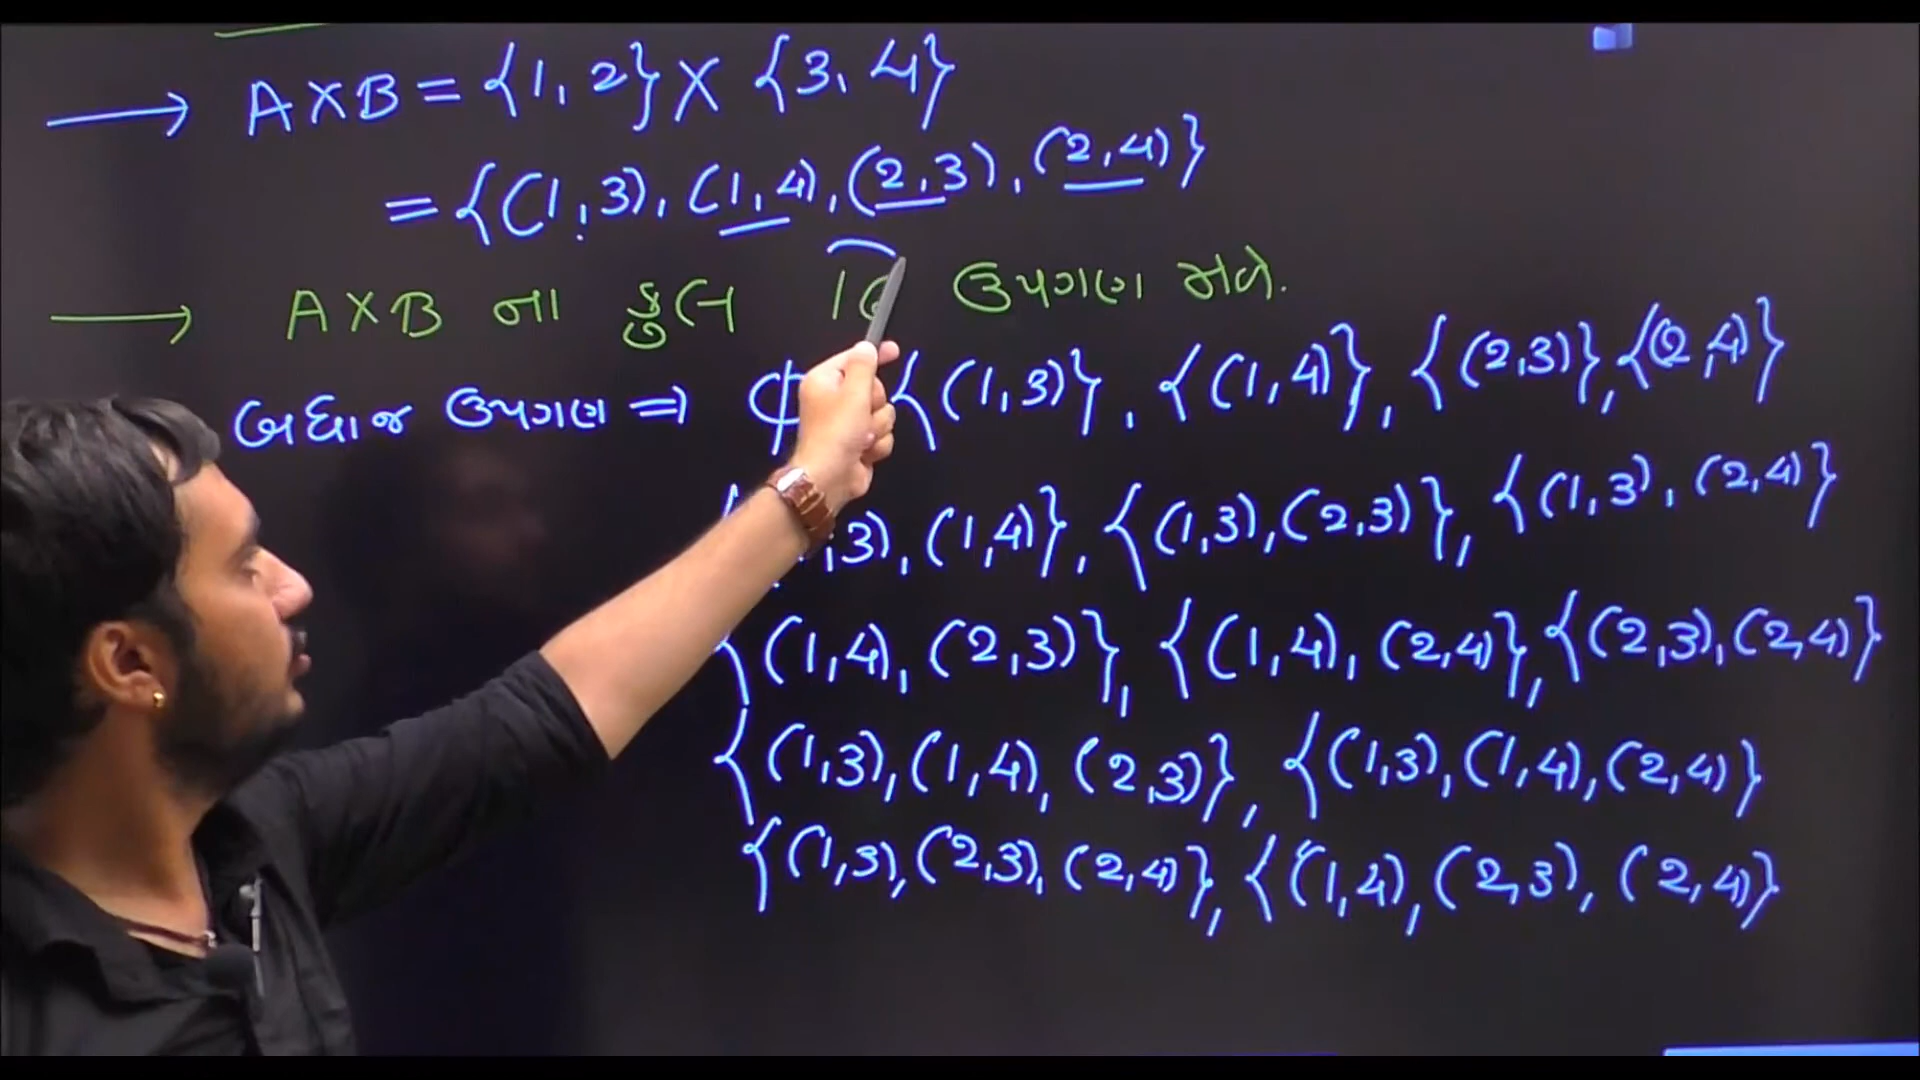 → A×B = {1, 2} × {3, 4}
= {(1,3), (1,4), (2,3), (2,4)}
→ A×B ના કુલ 16 ઉપગણ મળે.
બધાજ ઉપગણ ⇒ ϕ {(1,3)}, {(1,4)}, {(2,3)}, {(2,4)}
,3), (1,4)}, {(1,3), (2,3)}, {(1,3), (2,4)}
{(1,4), (2,3)}, {(1,4), (2,4)}, {(2,3), (2,4)}
{(1,3), (1,4), (2,3)}, {(1,3), (1,4), (2,4)}
{(1,3), (2,3), (2,4)}, {(1,4), (2,3), (2,4)}